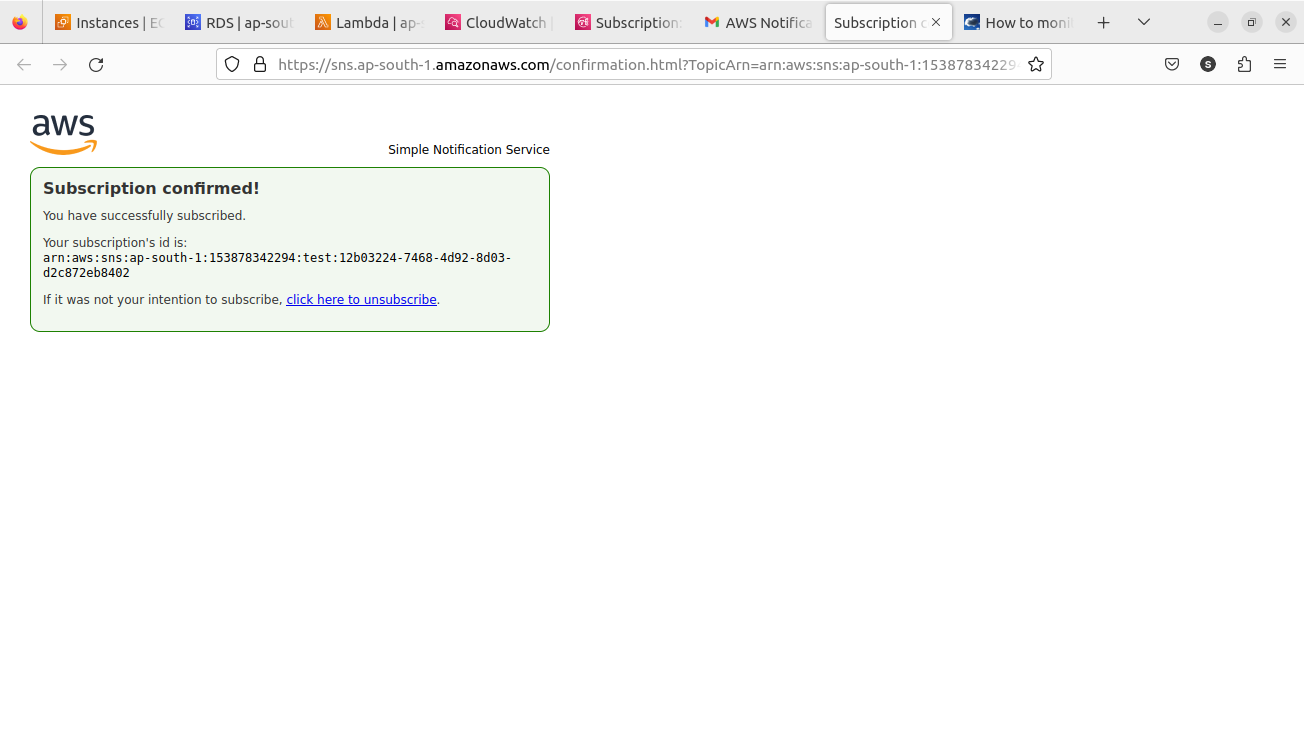 Instances | EC
RDS | ap-sout
Lambda | ap-s
CloudWatch |
Subscription:
AWS Notifica
Subscription c
How to moni
https://sns.ap-south-1.amazonaws.com/confirmation.html?TopicArn=arn:aws:sns:ap-south-1:15387834229
S
aws
Simple Notification Service
Subscription confirmed!
You have successfully subscribed.
Your subscription's id is:
arn:aws:sns:ap-south-1:153878342294:test:12b03224-7468-4d92-8d03-
d2c872eb8402
If it was not your intention to subscribe, click here to unsubscribe.